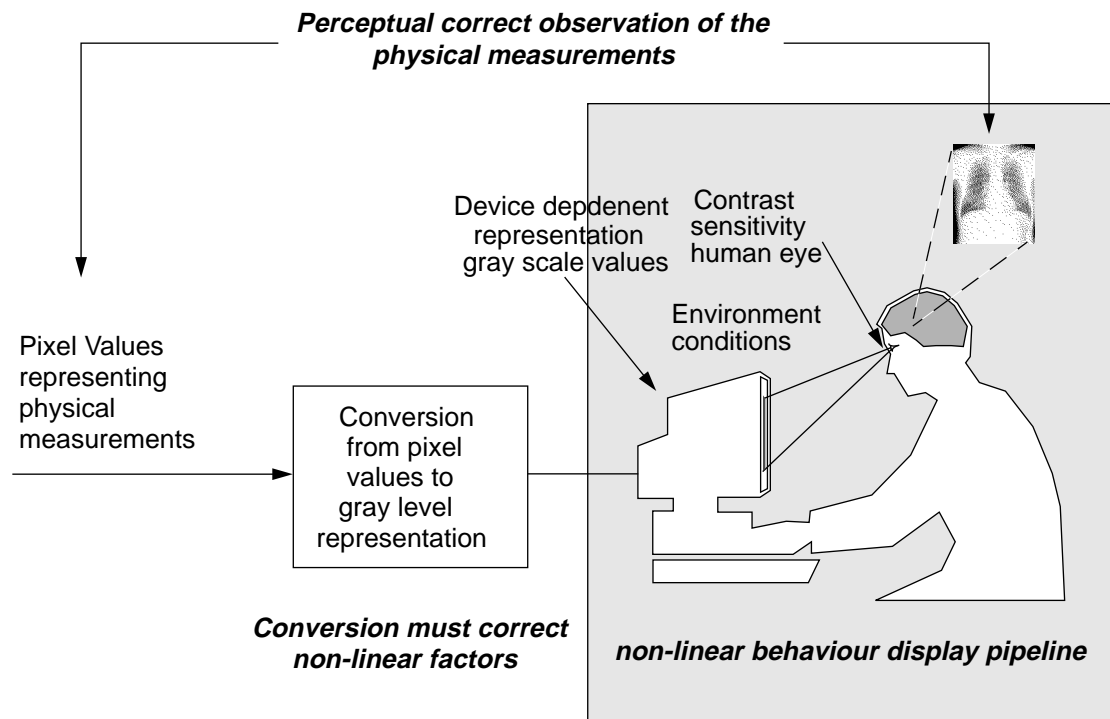 Perceptual correct observation of the
physical measurements
Device depdenent
representation
gray scale values
Contrast
sensitivity
human eye
Environment
conditions
Pixel Values
representing
physical
measurements
Conversion
from pixel
values to
gray level
representation
Conversion must correct
non-linear factors
non-linear behaviour display pipeline